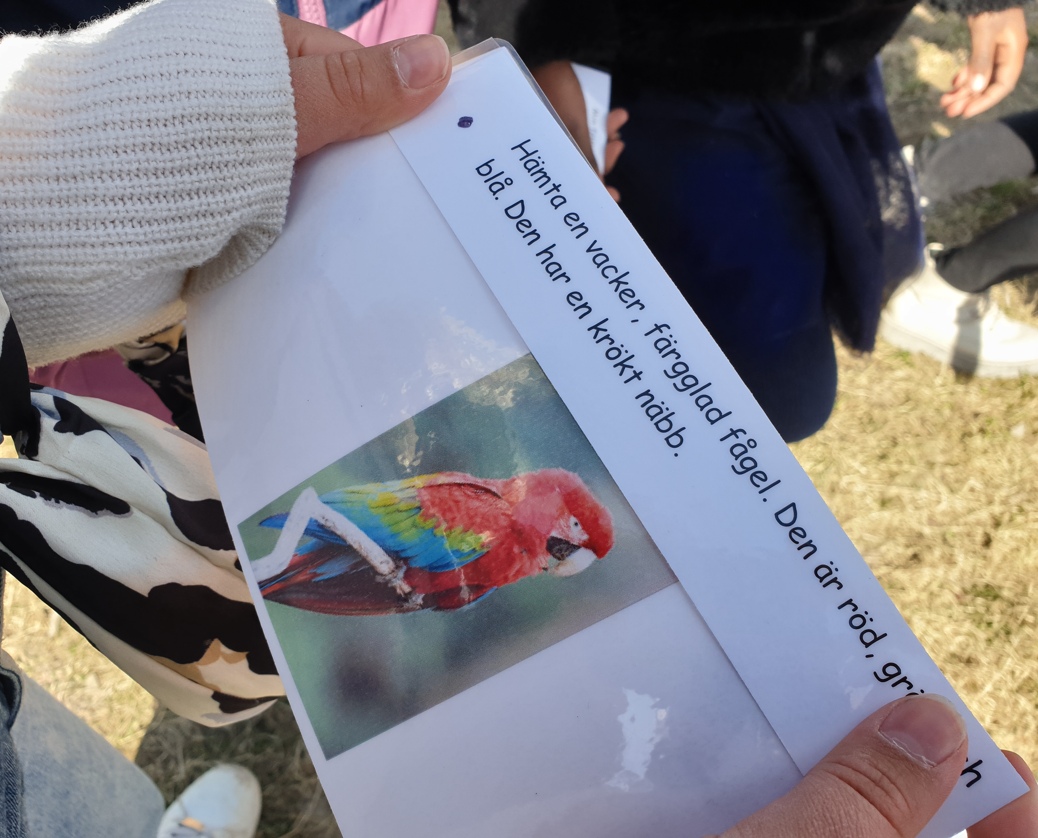 Hämta en vacker, färgglad fågel. Den är röd,
blå. Den har en krökt näbb.